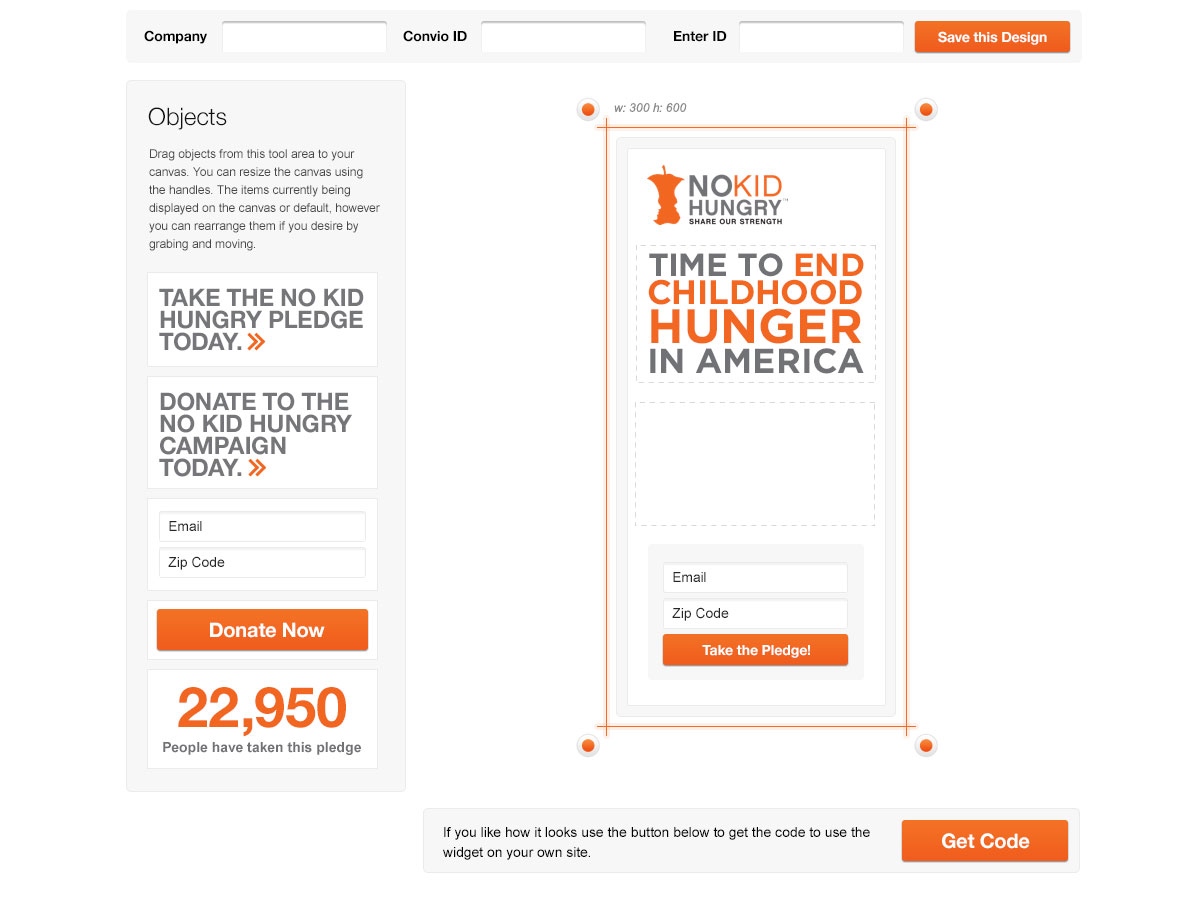 Company
Convio ID
Enter ID
Save this Design
Objects
Drag objects from this tool area to your
canvas. You can resize the canvas using
the handles. The items currently being
displayed on the canvas or default, however
you can rearrange them if you desire by
grabing and moving.
TAKE THE NO KID
HUNGRY PLEDGE
TODAY. »
DONATE TO THE
NO KID HUNGRY
CAMPAIGN
TODAY. »
Email
Zip Code
Donate Now
22,950
People have taken this pledge
w: 300 h: 600
NOKID
HUNGRY™
SHARE OUR STRENGTH
TIME TO END
CHILDHOOD
HUNGER
IN AMERICA
Email
Zip Code
Take the Pledge!
If you like how it looks use the button below to get the code to use the
widget on your own site.
Get Code